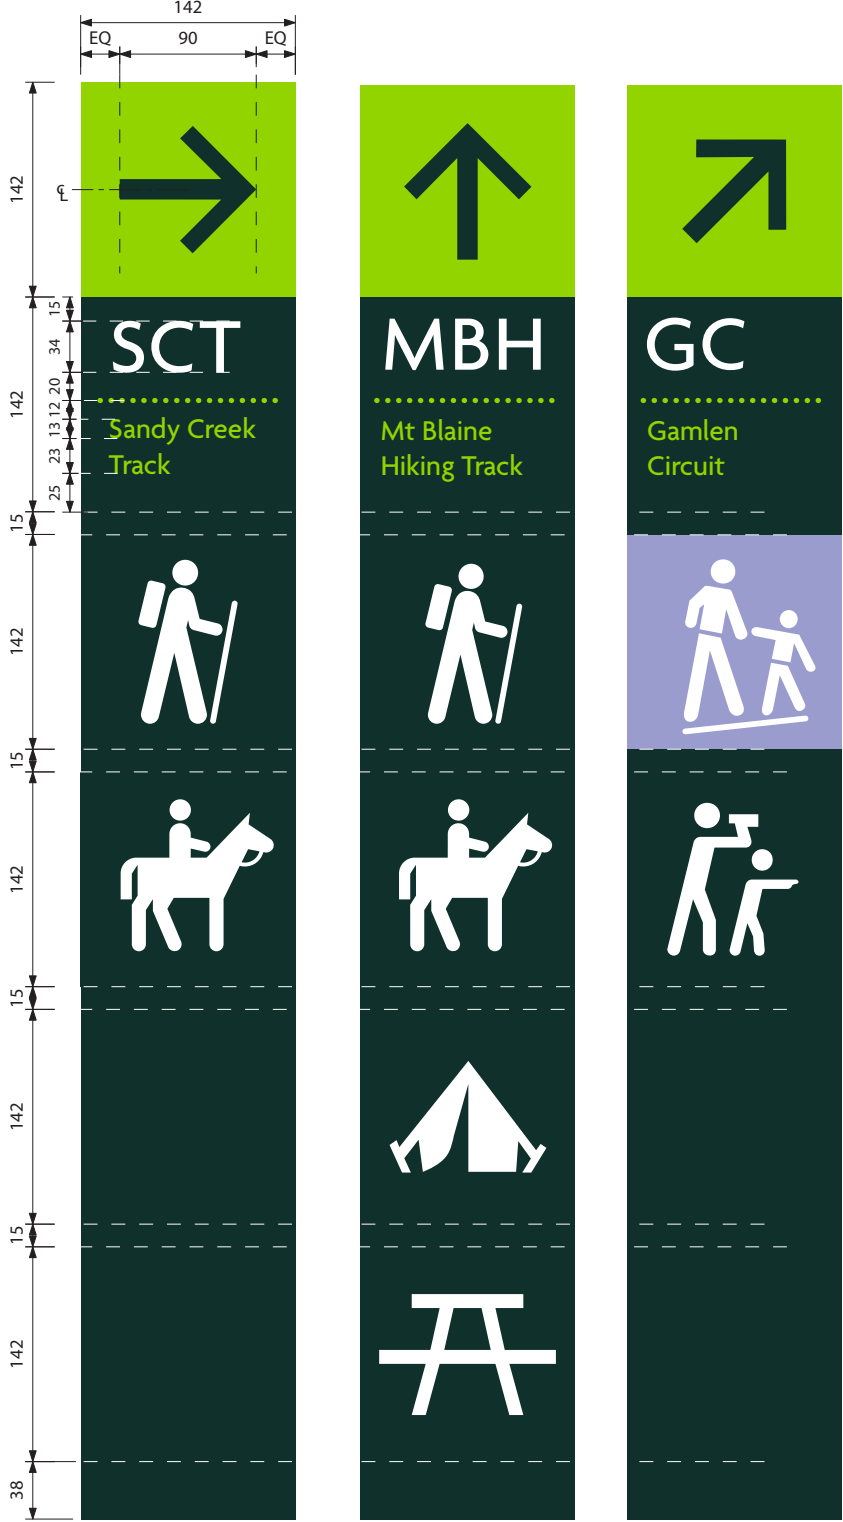 142
EQ
90
EQ
142
℄
15
34
20
12
13
23
25
142
15
142
15
142
15
142
15
142
38
SCT
Sandy Creek
Track
MBH
Mt Blaine
Hiking Track
GC
Gamlen
Circuit